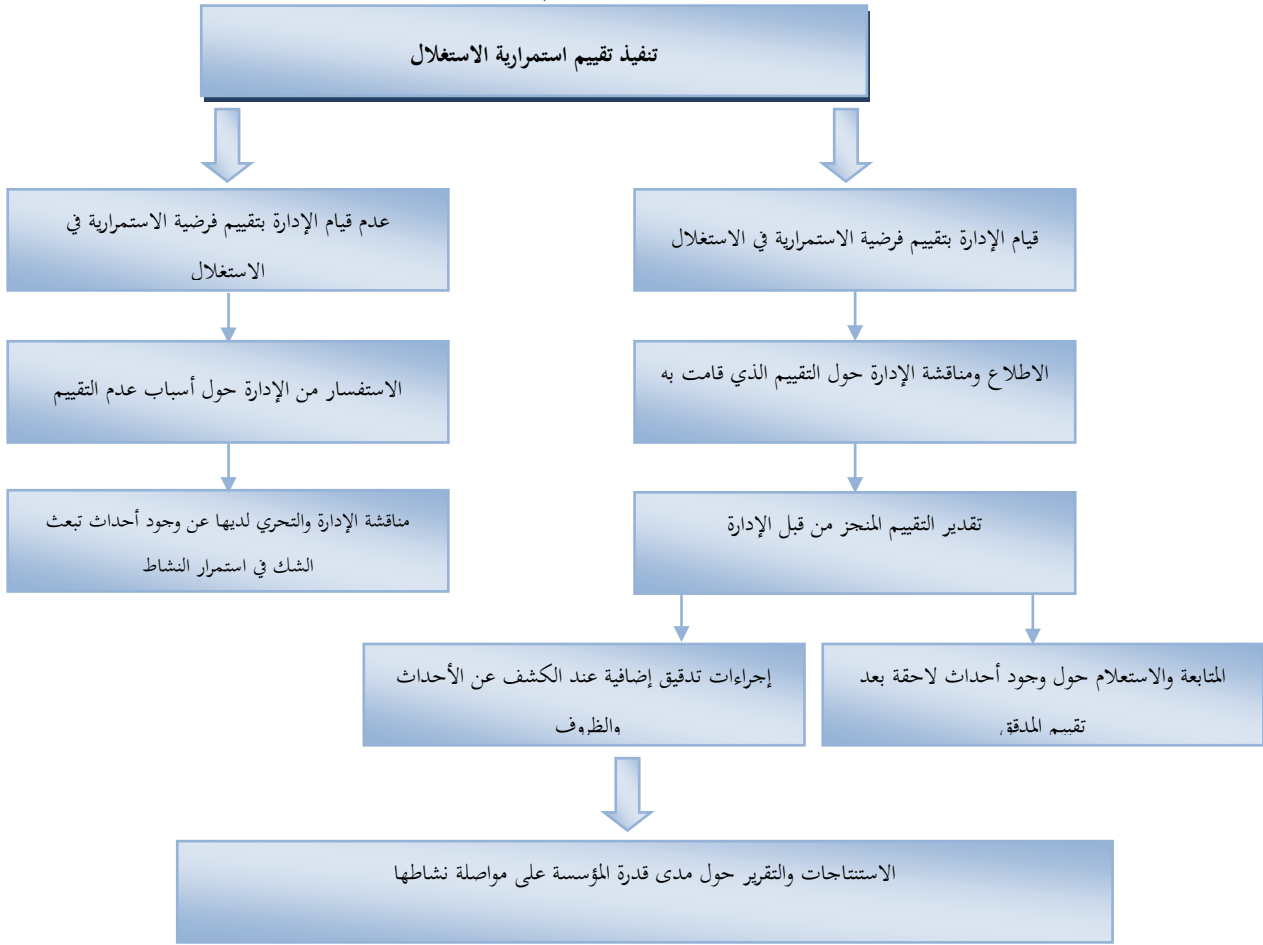 تنفيذ تقييم استمرارية الاستغلال
قيام الإدارة بتقييم فرضية الاستمرارية في الاستغلال
عدم قيام الإدارة بتقييم فرضية الاستمرارية في
الاستغلال
الاطلاع ومناقشة الإدارة حول التقييم الذي قامت به
الاستفسار من الإدارة حول أسباب عدم التقييم
تقدير التقييم المنجز من قبل الإدارة
مناقشة الإدارة والتحري لديها عن وجود أحداث تبعث
الشك في استمرار النشاط
المتابعة والاستعلام حول وجود أحداث لاحقة بعد
تقييم المدقق
إجراءات تدقيق إضافية عند الكشف عن الأحداث
والظروف
الاستنتاجات والتقرير حول مدى قدرة المؤسسة على مواصلة نشاطها